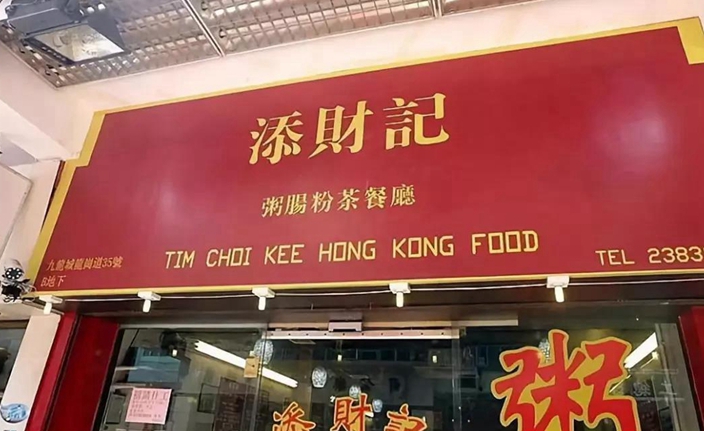 添財記
粥腸粉茶餐廳
TIM CHOI KEE HONG KONG FOOD
九龍城龍崗道35號
B地下
TEL 2383
添財記
粥